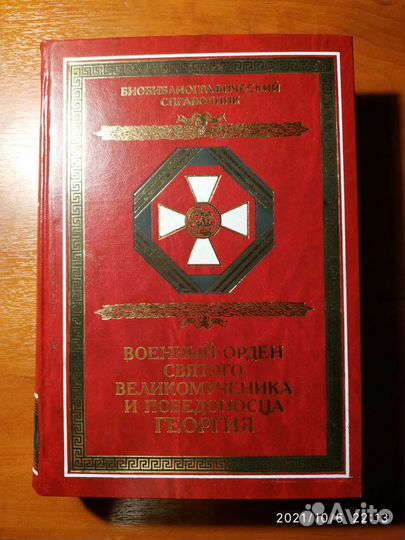 БИОБИБЛИОГРАФИЧЕСКИЙ
СПРАВОЧНИК
ВОЕННЫЙ ОРДЕН
СВЯТОГО
ВЕЛИКОМУЧЕНИКА
И ПОБЕДОНОСЦА
ГЕОРГИЯ
2021/10/6 22:13
Avito